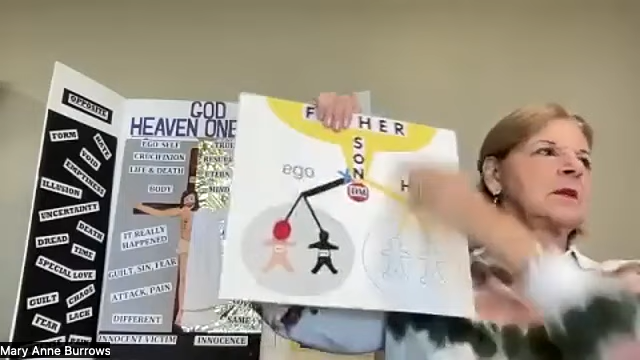 OPPOSITE
FORM
HATE
VOID
EMPTINESS
ILLUSION
UNCERTAINTY
DEATH
DREAD
TIME
SPECIAL LOVE
GUILT
CHAOS
FEAR
LACK
GOD
HEAVEN ONE
EGO SELF
CRUCIFIXION
LIFE & DEATH
BODY
IT REALLY
HAPPENED
GUILT, SIN, FEAR
ATTACK, PAIN
DIFFERENT
SAME
INNOCENT VICTIM
INNOCENCE
F HER
SON
ego
H
Mary Anne Burrows